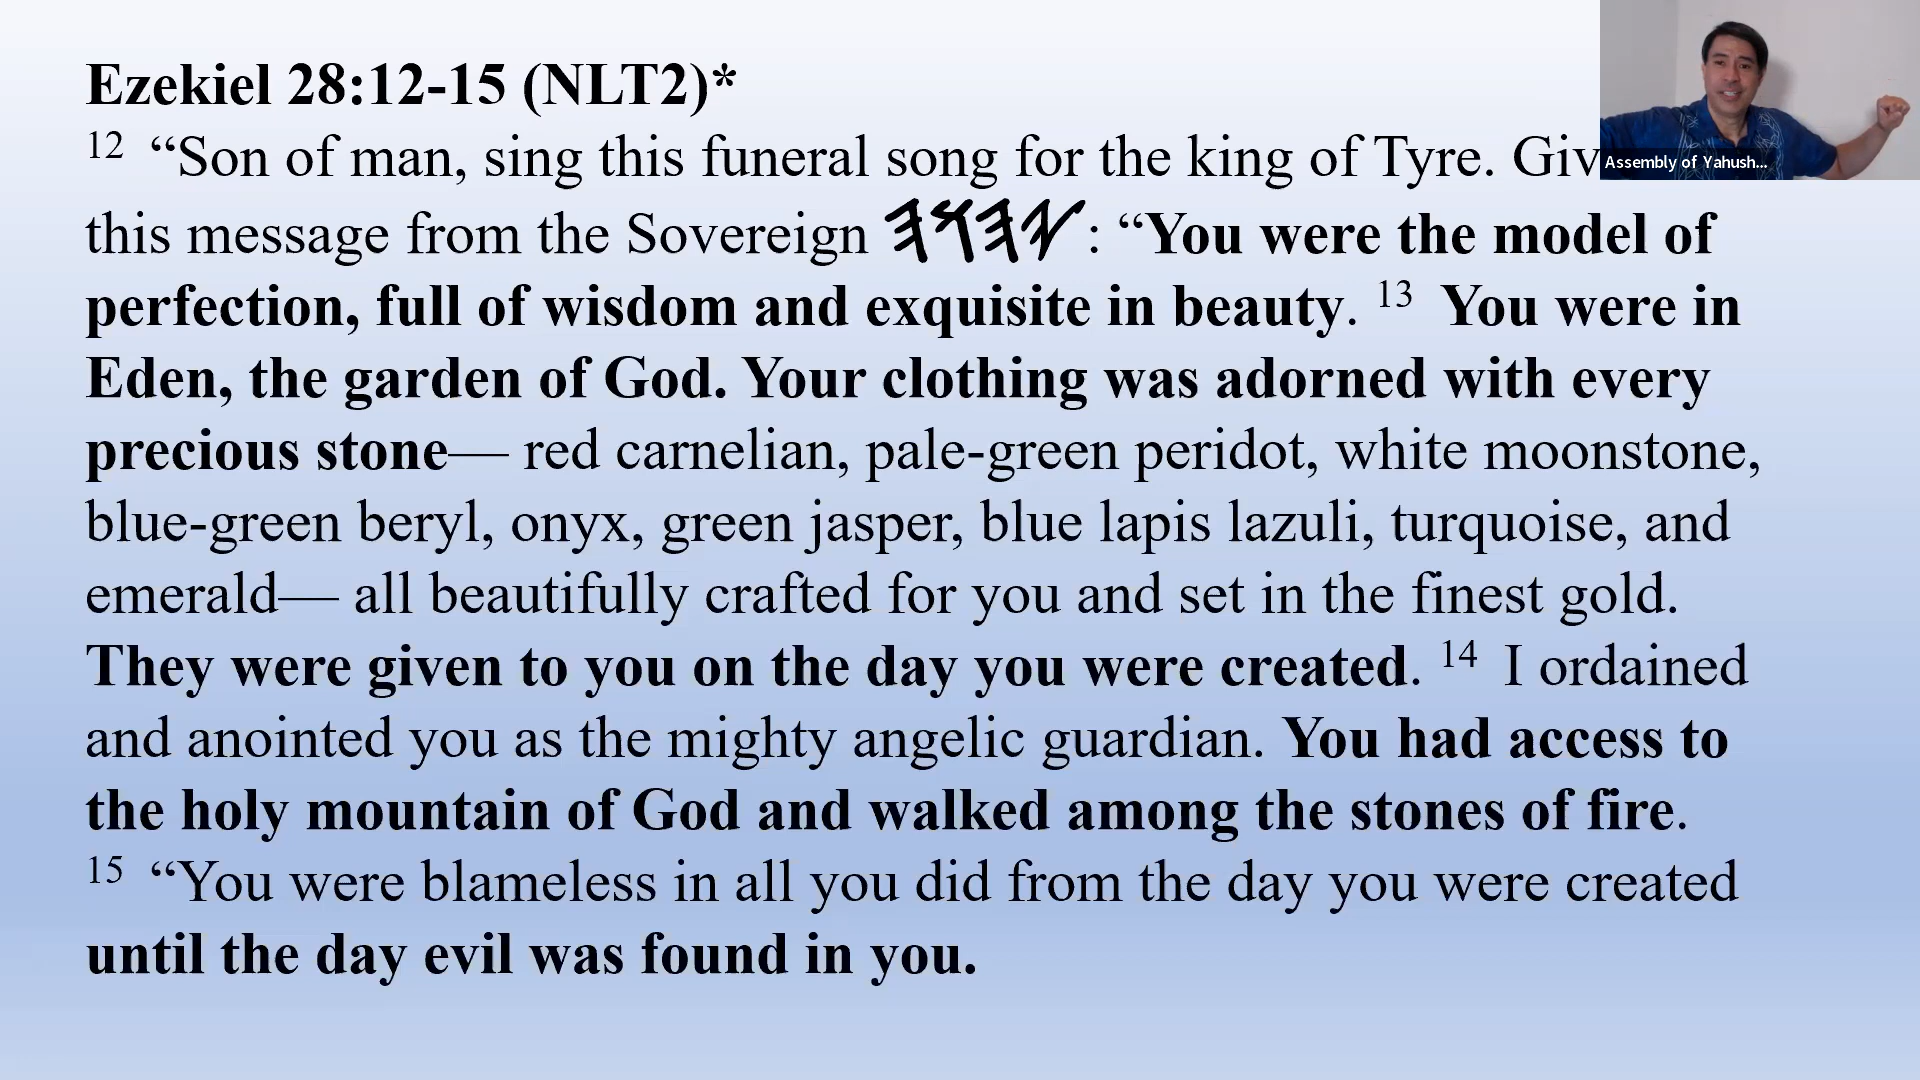 Ezekiel 28:12-15 (NLT2)*
12 “Son of man, sing this funeral song for the king of Tyre. Giv
this message from the Sovereign 𐤉𐤄𐤅𐤄: “You were the model of
perfection, full of wisdom and exquisite in beauty. 13 You were in
Eden, the garden of God. Your clothing was adorned with every
precious stone— red carnelian, pale-green peridot, white moonstone,
blue-green beryl, onyx, green jasper, blue lapis lazuli, turquoise, and
emerald— all beautifully crafted for you and set in the finest gold.
They were given to you on the day you were created. 14 I ordained
and anointed you as the mighty angelic guardian. You had access to
the holy mountain of God and walked among the stones of fire.
15 “You were blameless in all you did from the day you were created
until the day evil was found in you.
Assembly of Yahush...